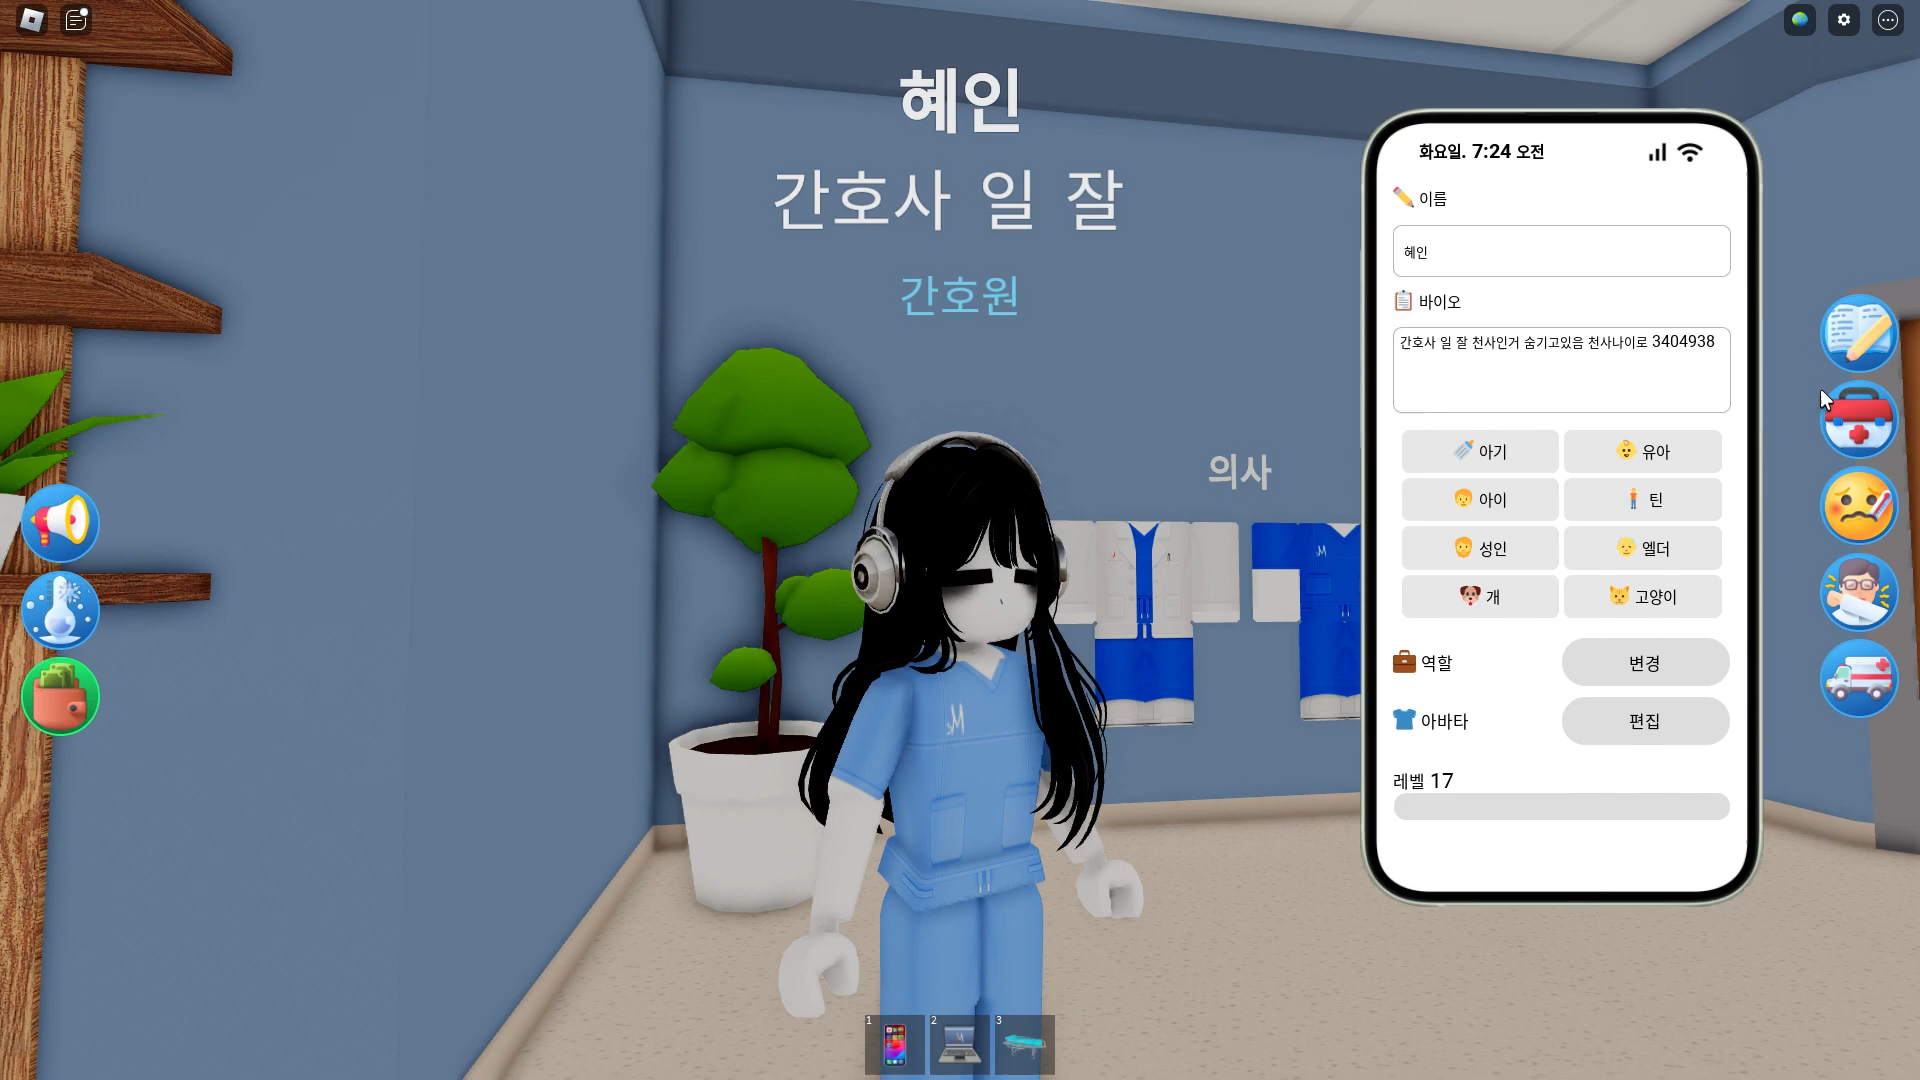 혜인
간호사 일 잘
간호원
의사
화요일. 7:24 오전
이름
혜인
바이오
간호사 일 잘 천사인거 숨기고있음 천사나이로 3404938
아기
유아
아이
틴
성인
엘더
개
고양이
역할
변경
아바타
편집
레벨 17
1
2
3